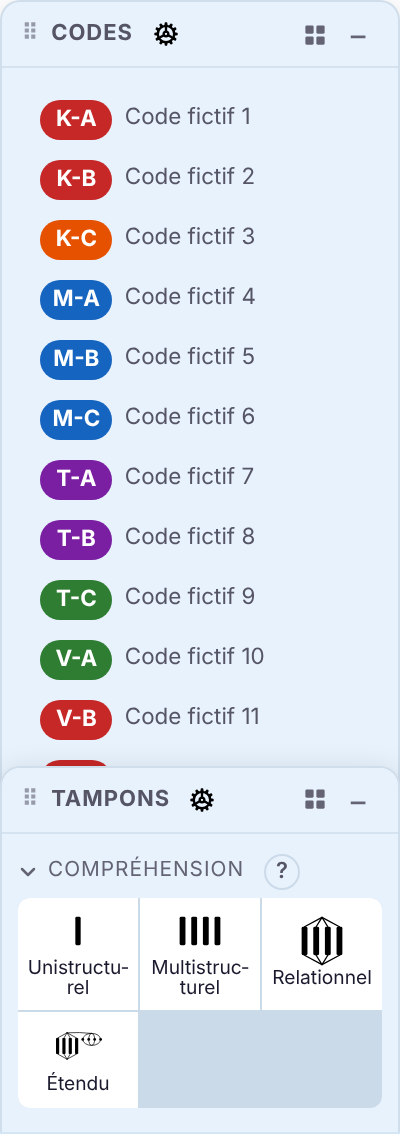 CODES
K-A Code fictif 1
K-B Code fictif 2
K-C Code fictif 3
M-A Code fictif 4
M-B Code fictif 5
M-C Code fictif 6
T-A Code fictif 7
T-B Code fictif 8
T-C Code fictif 9
V-A Code fictif 10
V-B Code fictif 11
TAMPONS
COMPRÉHENSION ?
Unistructu-
rel
Multistruc-
turel
Relationnel
Étendu